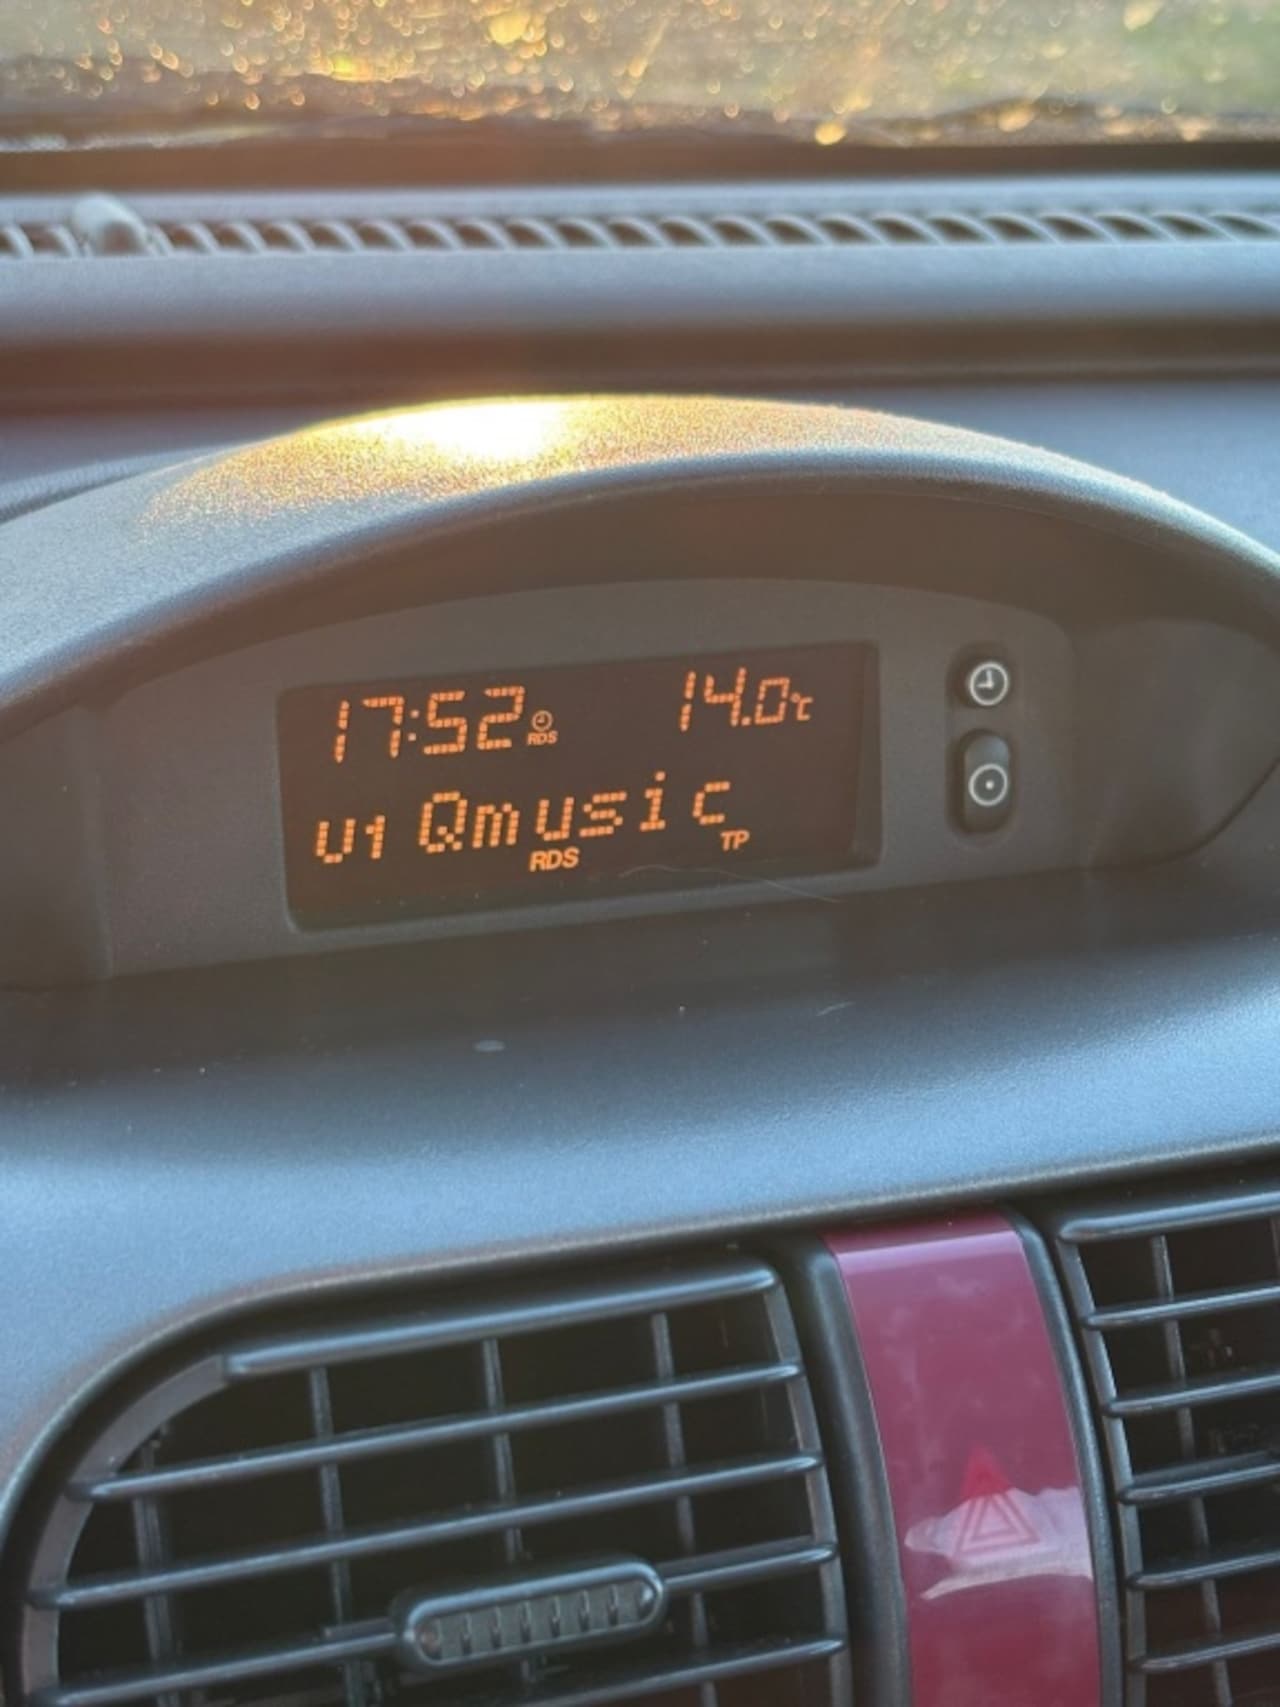 17:52 RDS 14.0°C
U1 Qmusic
RDS TP